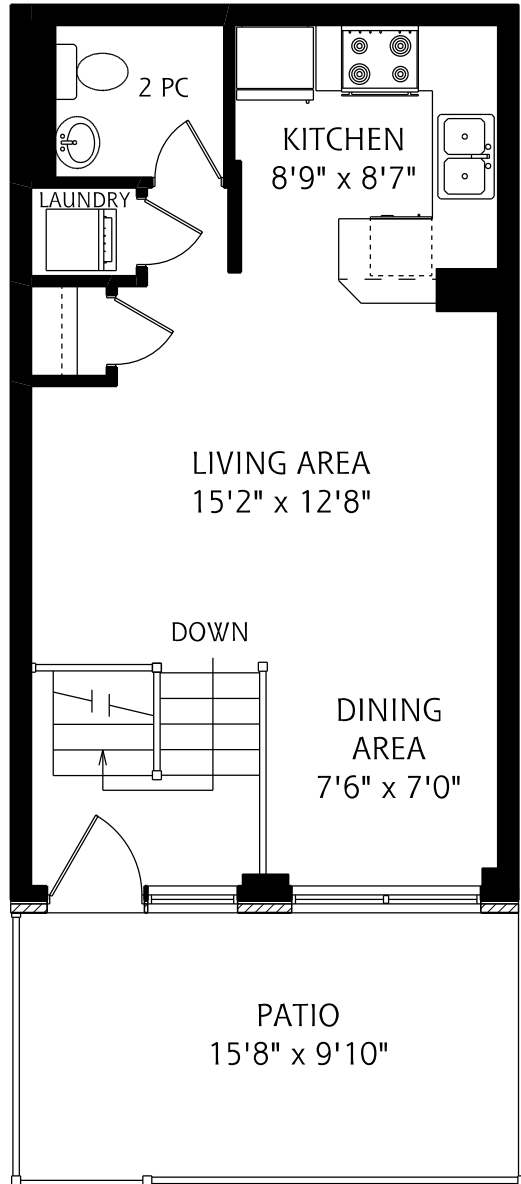 2 PC
KITCHEN
8'9" x 8'7"
LAUNDRY
LIVING AREA
15'2" x 12'8"
DOWN
DINING
AREA
7'6" x 7'0"
PATIO
15'8" x 9'10"